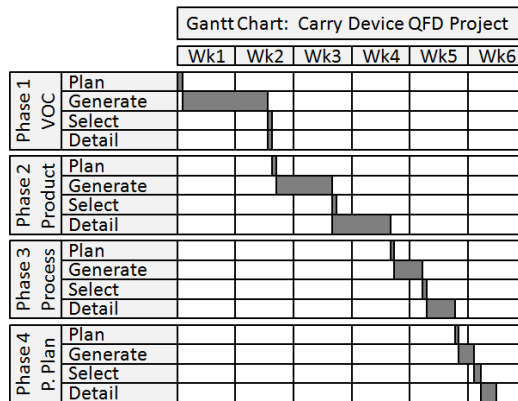 Gantt Chart: Carry Device QFD Project
Wk1 Wk2 Wk3 Wk4 Wk5 Wk6
Phase 1
VOC
Plan
Generate
Select
Detail
Phase 2
Product
Plan
Generate
Select
Detail
Phase 3
Process
Plan
Generate
Select
Detail
Phase 4
P. Plan
Plan
Generate
Select
Detail